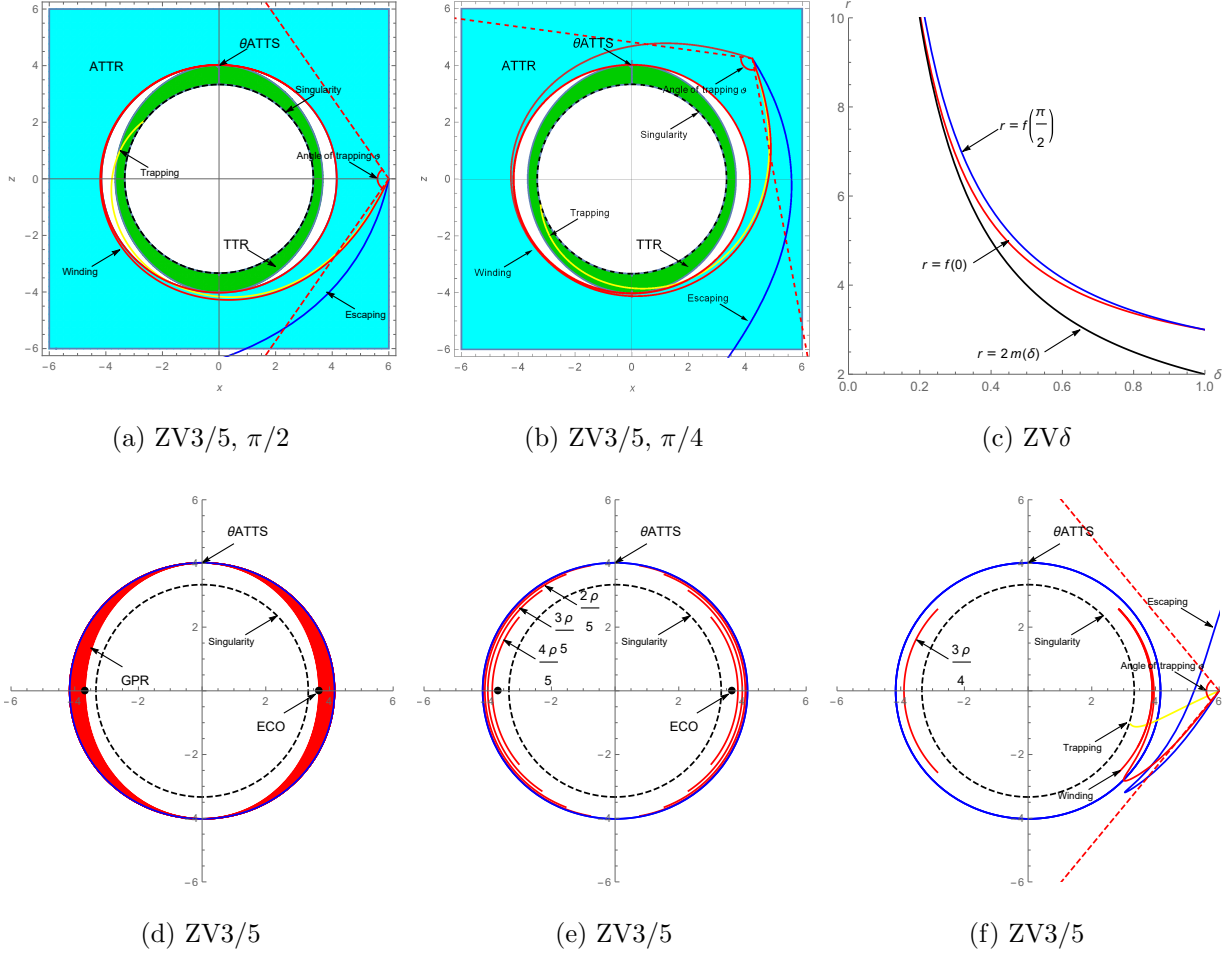 θATTS
ATTR
Singularity
Angle of trapping ℴ
Trapping
TTR
Winding
Escaping
z
6
4
2
0
−2
−4
−6
−6 −4 −2 0 2 4 6
x
(a) ZV3/5, π/2
θATTS
ATTR
Angle of trapping ℴ
Singularity
Trapping
TTR
Winding
Escaping
z
6
4
2
0
−2
−4
−6
−6 −4 −2 0 2 4 6
x
(b) ZV3/5, π/4
r
10
8
6
4
2
r = f(π/2)
r = f(0)
r = 2 m(δ)
0.0 0.2 0.4 0.6 0.8 1.0
δ
(c) ZVδ
6
θATTS
4
Singularity
2
GPR
−6 −4 2 4 6
ECO
−2
−4
−6
(d) ZV3/5
6
θATTS
4
2 ρ
5
3 ρ
5
4 ρ
5
Singularity
2
−6 −4 2 4 6
ECO
−2
−4
−6
(e) ZV3/5
6
θATTS
4
Escaping
3 ρ
4
Singularity
2
Angle of trapping ℴ
−6 −4 2 4 6
Trapping
−2
Winding
−4
−6
(f) ZV3/5